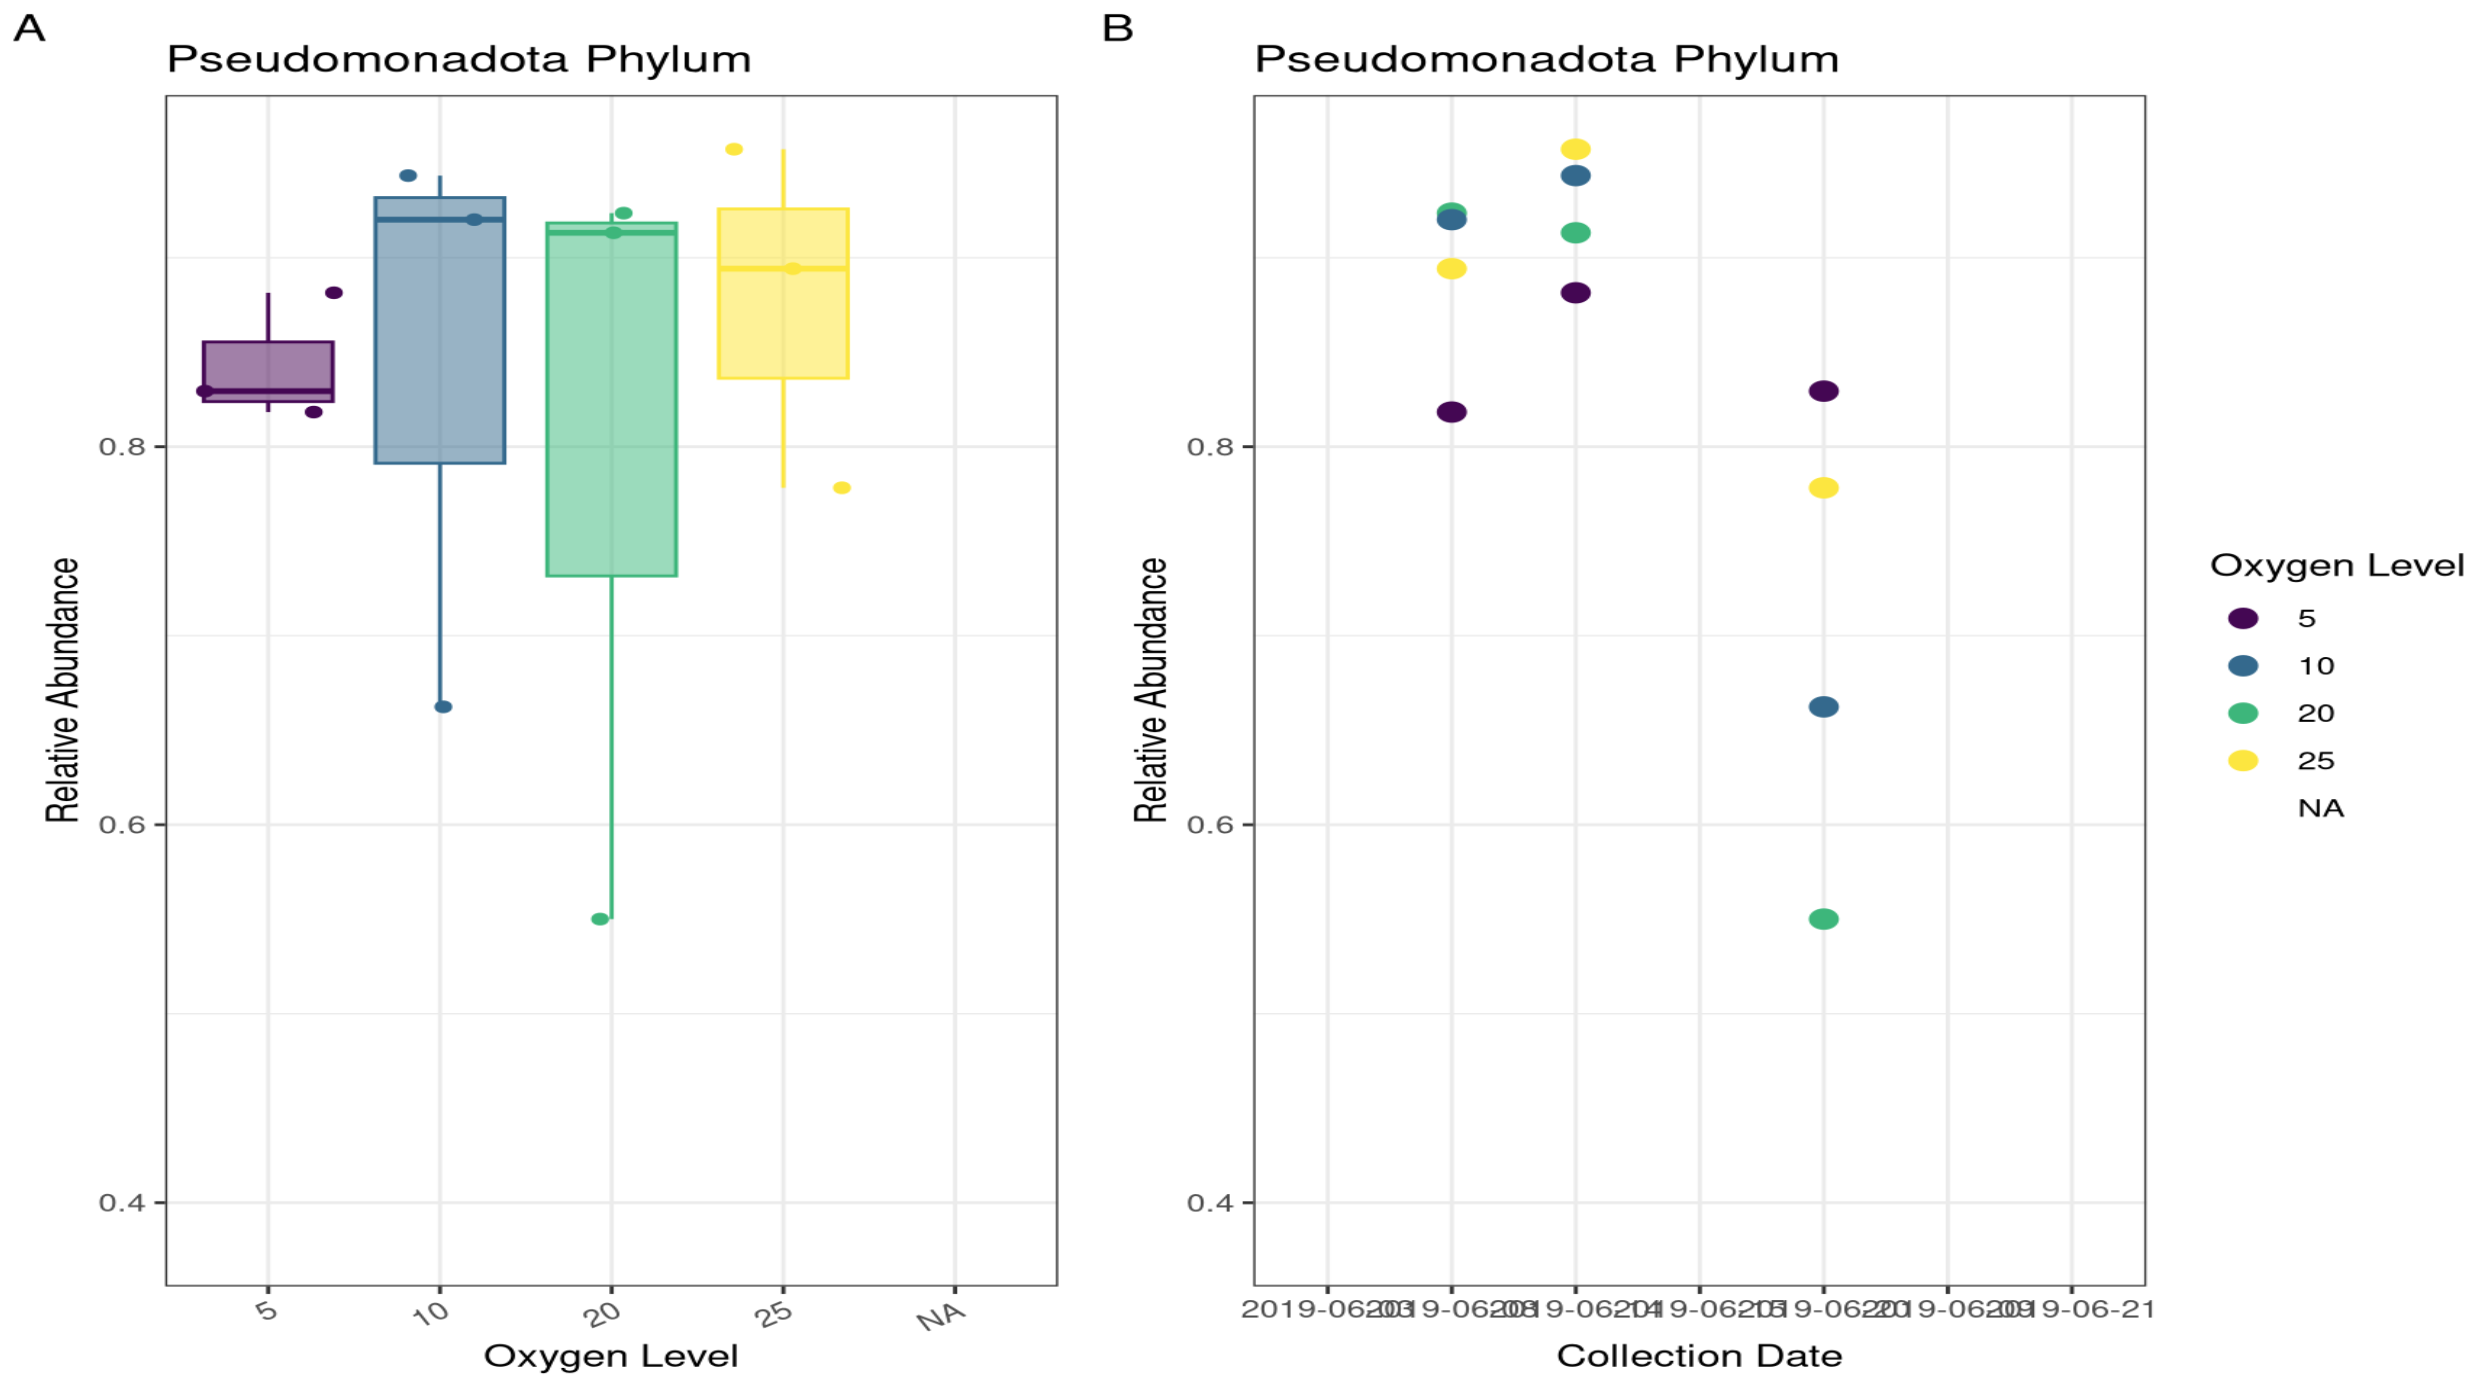 A
Pseudomonadota Phylum
Relative Abundance
0.8
0.6
0.4
5
10
20
25
NA
Oxygen Level
B
Pseudomonadota Phylum
Relative Abundance
0.8
0.6
0.4
2019-06-21
Collection Date
Oxygen Level
5
10
20
25
NA